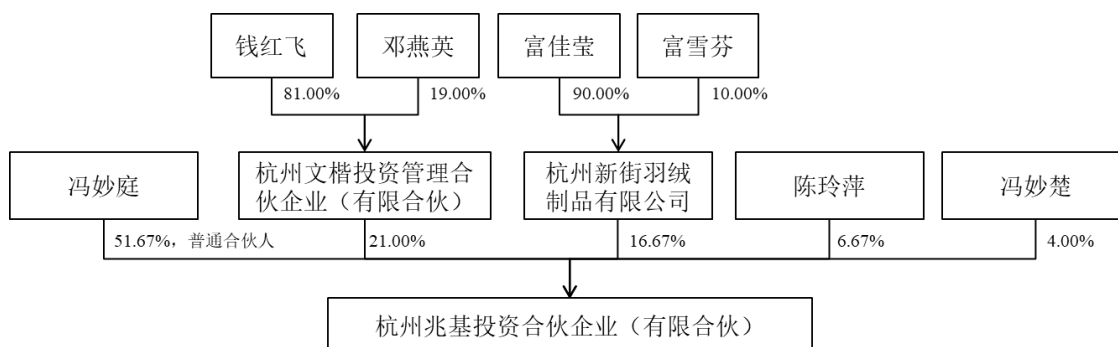 钱红飞
邓燕英
富佳莹
富雪芬
81.00%
19.00%
90.00%
10.00%
冯妙庭
杭州文楷投资管理合
伙企业（有限合伙）
杭州新街羽绒
制品有限公司
陈玲萍
冯妙楚
51.67%，普通合伙人
21.00%
16.67%
6.67%
4.00%
杭州兆基投资合伙企业（有限合伙）